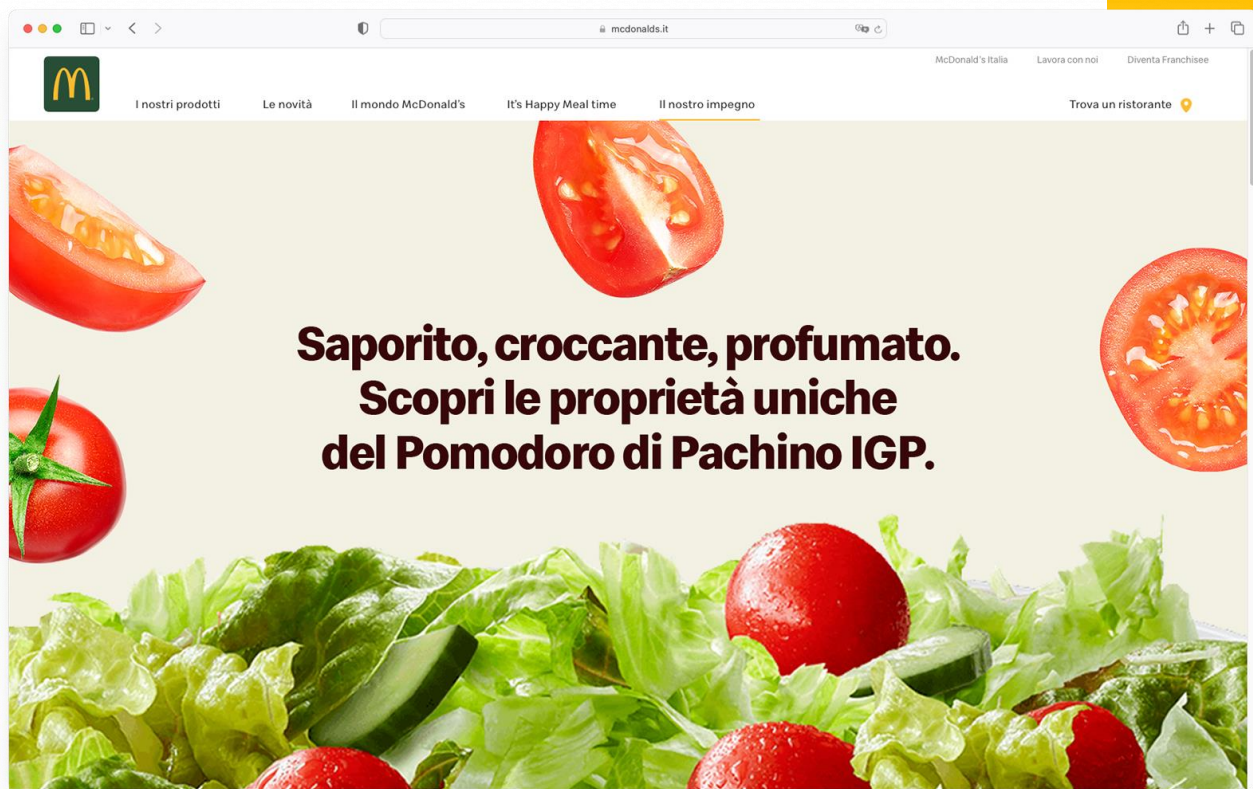 mcdonalds.it
McDonald's Italia Lavora con noi Diventa Franchisee
I nostri prodotti Le novità Il mondo McDonald's It's Happy Meal time Il nostro impegno Trova un ristorante
Saporito, croccante, profumato.
Scopri le proprietà uniche
del Pomodoro di Pachino IGP.